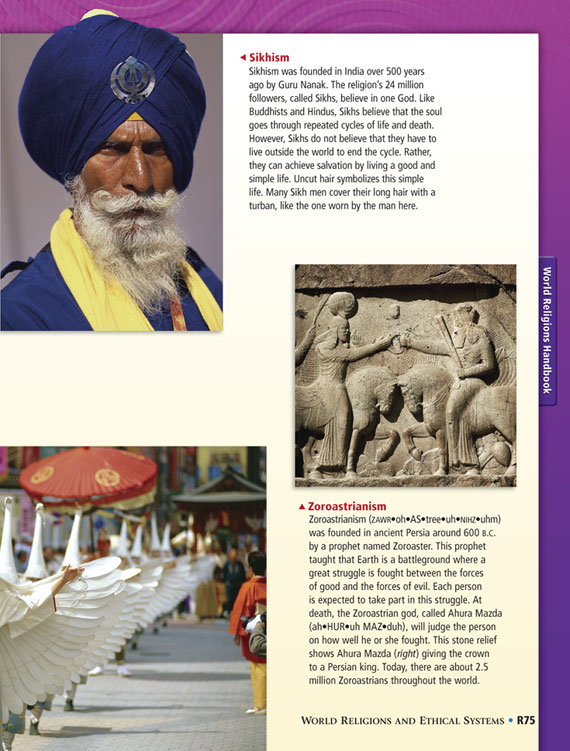 Sikhism
Sikhism was founded in India over 500 years
ago by Guru Nanak. The religion's 24 million
followers, called Sikhs, believe in one God. Like
Buddhists and Hindus, Sikhs believe that the soul
goes through repeated cycles of life and death.
However, Sikhs do not believe that they have to
live outside the world to end the cycle. Rather,
they can achieve salvation by living a good and
simple life. Uncut hair symbolizes this simple
life. Many Sikh men cover their long hair with a
turban, like the one worn by the man here.
World Religions Handbook
Zoroastrianism
Zoroastrianism (ZAWR•oh•AS•tree•uh•NIHZ•uhm)
was founded in ancient Persia around 600 B.C.
by a prophet named Zoroaster. This prophet
taught that Earth is a battleground where a
great struggle is fought between the forces
of good and the forces of evil. Each person
is expected to take part in this struggle. At
death, the Zoroastrian god, called Ahura Mazda
(ah•HUR•uh MAZ•duh), will judge the person
on how well he or she fought. This stone relief
shows Ahura Mazda (right) giving the crown
to a Persian king. Today, there are about 2.5
million Zoroastrians throughout the world.
WORLD RELIGIONS AND ETHICAL SYSTEMS • R75